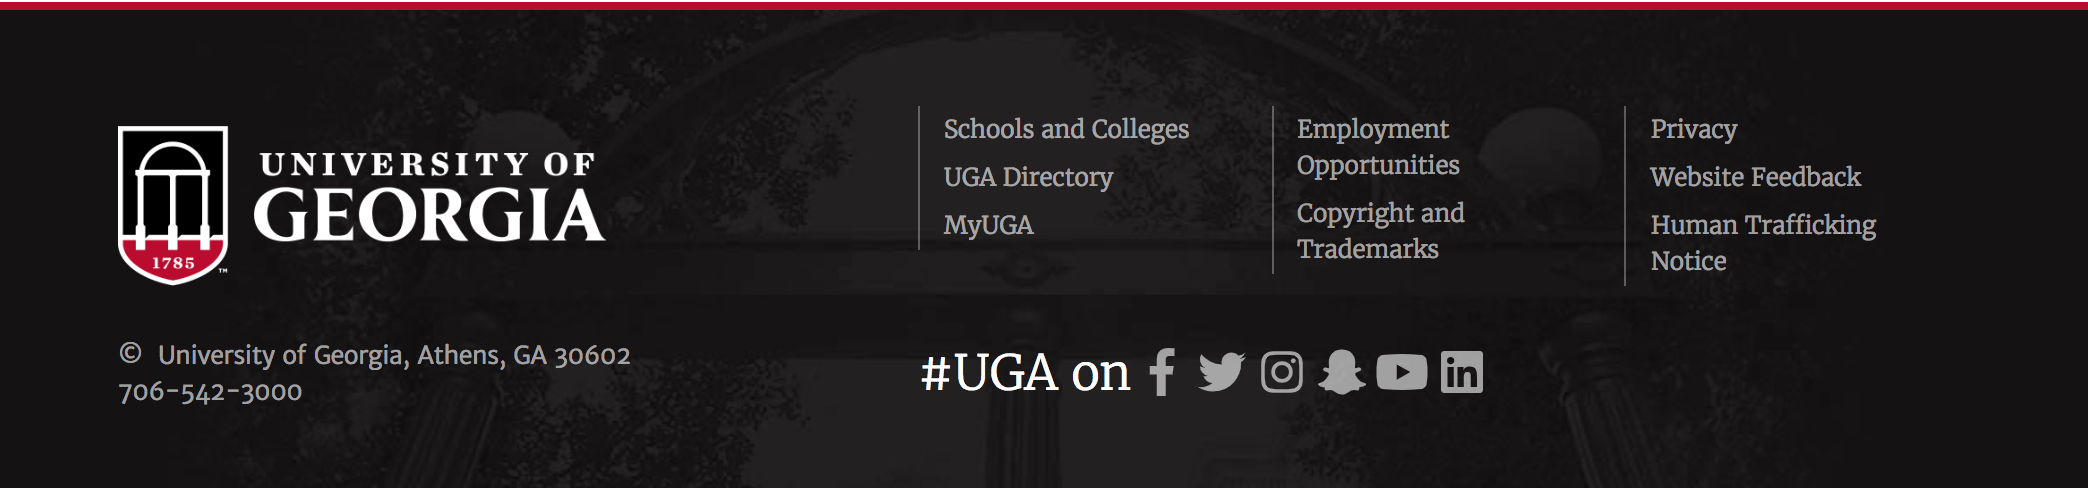 UNIVERSITY OF
GEORGIA
1785
™
© University of Georgia, Athens, GA 30602
706-542-3000
Schools and Colleges
UGA Directory
MyUGA
Employment
Opportunities
Copyright and
Trademarks
Privacy
Website Feedback
Human Trafficking
Notice
#UGA on
in